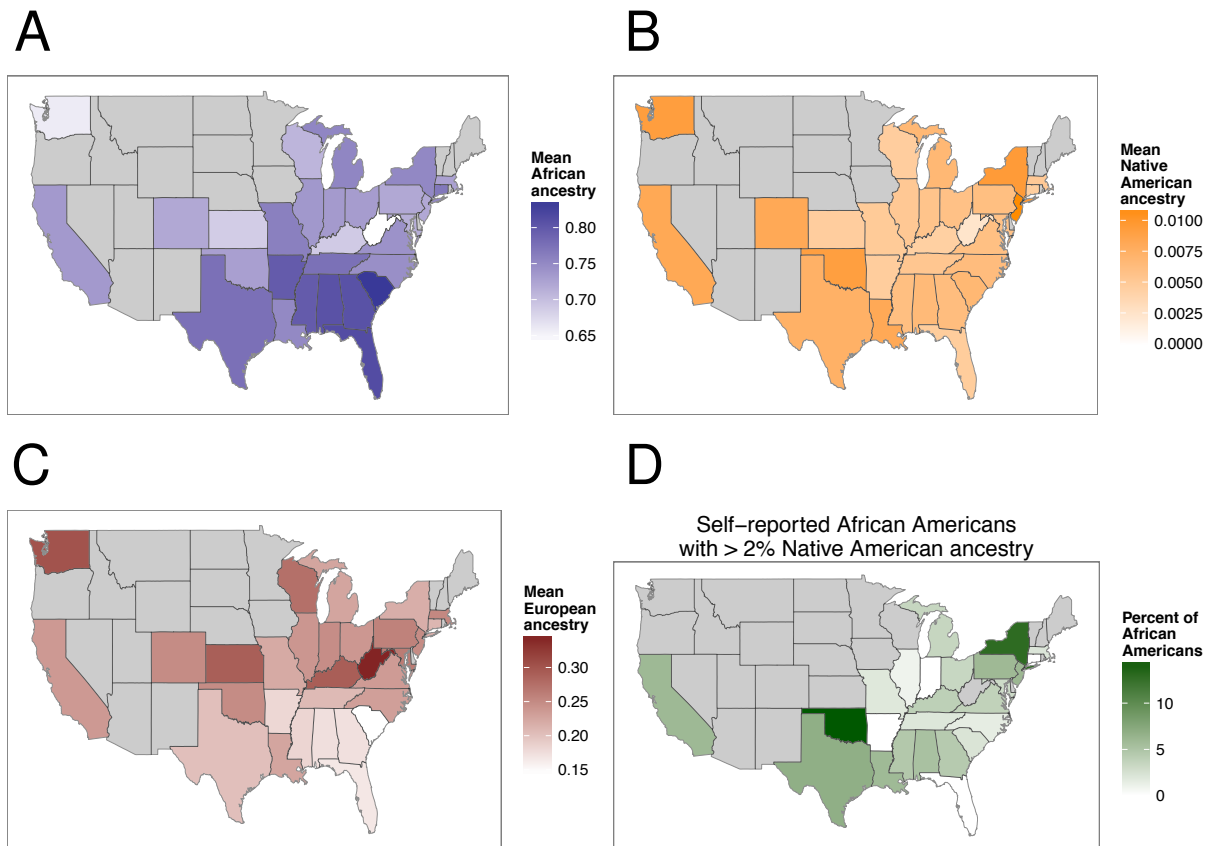 A
B
Mean
African
ancestry
0.80
0.75
0.70
0.65
Mean
Native
American
ancestry
0.0100
0.0075
0.0050
0.0025
0.0000
C
D
Mean
European
ancestry
0.30
0.25
0.20
0.15
Self−reported African Americans
with > 2% Native American ancestry
Percent of
African
Americans
10
5
0